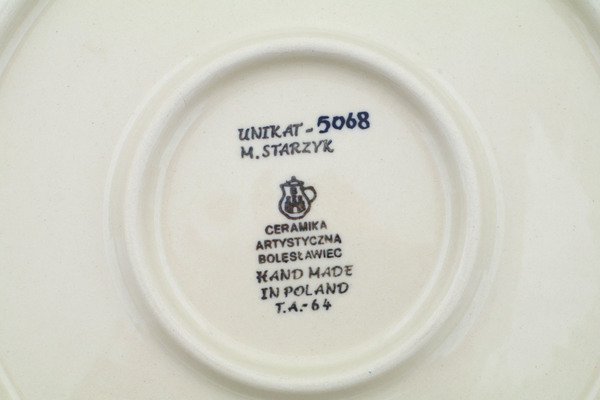 UNIKAT - 5068
M. STARZYK
CERAMIKA
ARTYSTYCZNA
BOLESŁAWIEC
HAND MADE
IN POLAND
T.A.-64